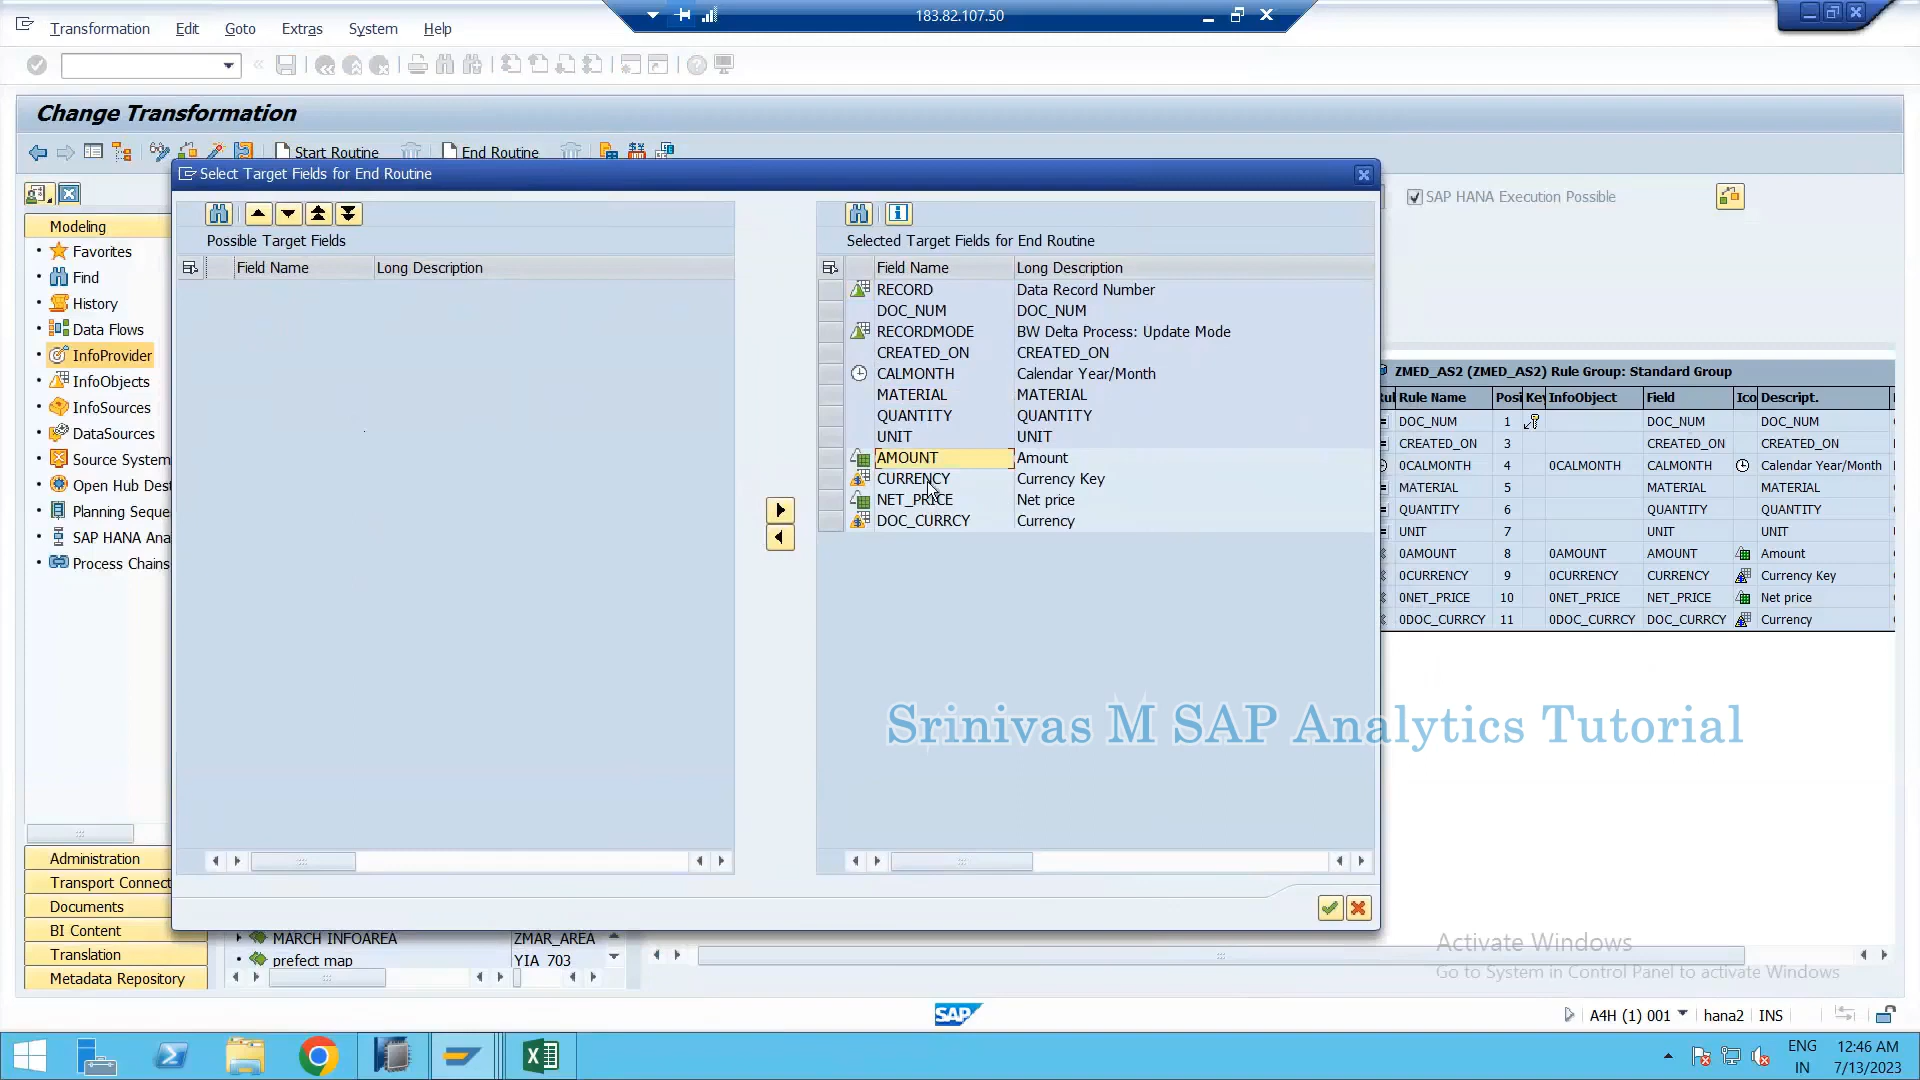 183.82.107.50
Transformation Edit Goto Extras System Help
Change Transformation
Start Routine End Routine
Select Target Fields for End Routine
SAP HANA Execution Possible
Modeling
Favorites
Find
History
Data Flows
InfoProvider
InfoObjects
InfoSources
DataSources
Source System
Open Hub Dest
Planning Seque
SAP HANA Ana
Process Chains
Administration
Transport Connect
Documents
BI Content
Translation
Metadata Repository
Possible Target Fields
Field Name Long Description
Selected Target Fields for End Routine
Field Name Long Description
RECORD Data Record Number
DOC_NUM DOC_NUM
RECORDMODE BW Delta Process: Update Mode
CREATED_ON CREATED_ON
CALMONTH Calendar Year/Month
MATERIAL MATERIAL
QUANTITY QUANTITY
UNIT UNIT
AMOUNT Amount
CURRENCY Currency Key
NET_PRICE Net price
DOC_CURRCY Currency
ZMED_AS2 (ZMED_AS2) Rule Group: Standard Group
Rul Rule Name Posi Key InfoObject Field Ico Descript.
DOC_NUM 1 DOC_NUM DOC_NUM
CREATED_ON 3 CREATED_ON CREATED_ON
0CALMONTH 4 0CALMONTH CALMONTH Calendar Year/Month
MATERIAL 5 MATERIAL MATERIAL
QUANTITY 6 QUANTITY QUANTITY
UNIT 7 UNIT UNIT
0AMOUNT 8 0AMOUNT AMOUNT Amount
0CURRENCY 9 0CURRENCY CURRENCY Currency Key
0NET_PRICE 10 0NET_PRICE NET_PRICE Net price
0DOC_CURRCY 11 0DOC_CURRCY DOC_CURRCY Currency
Srinivas M SAP Analytics Tutorial
MARCH INFOAREA ZMAR_AREA
prefect map YIA_703
Activate Windows
Go to System in Control Panel to activate Windows
SAP
A4H (1) 001 hana2 INS
ENG
IN
12:46 AM
7/13/2023